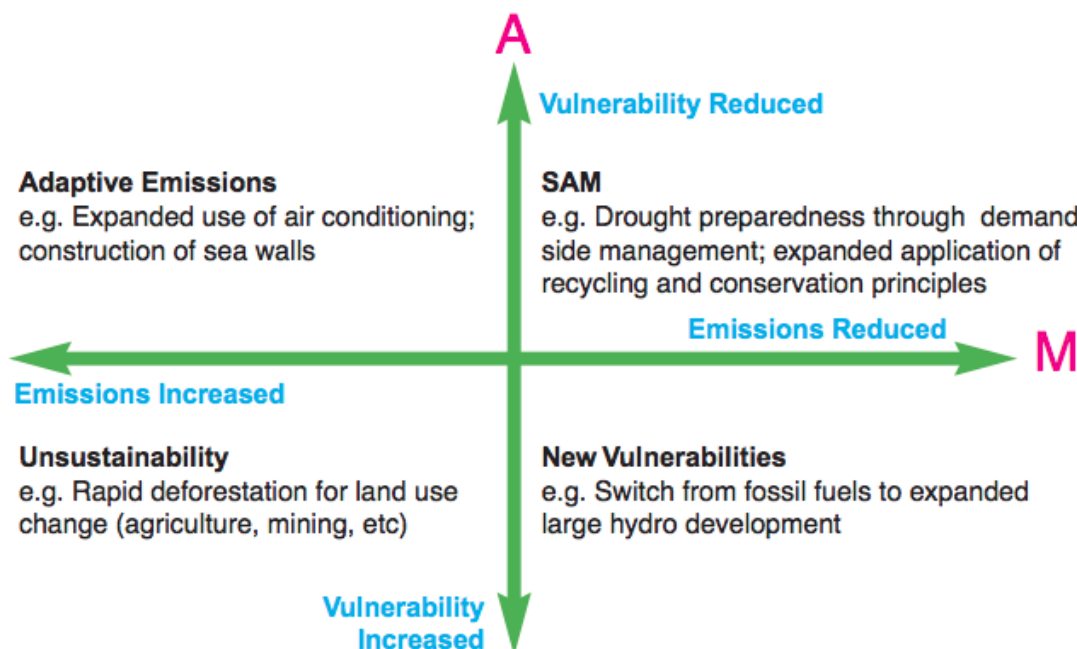 A
Vulnerability Reduced
Adaptive Emissions
e.g. Expanded use of air conditioning;
construction of sea walls
SAM
e.g. Drought preparedness through demand
side management; expanded application of
recycling and conservation principles
Emissions Reduced
M
Emissions Increased
Unsustainability
e.g. Rapid deforestation for land use
change (agriculture, mining, etc)
New Vulnerabilities
e.g. Switch from fossil fuels to expanded
large hydro development
Vulnerability
Increased